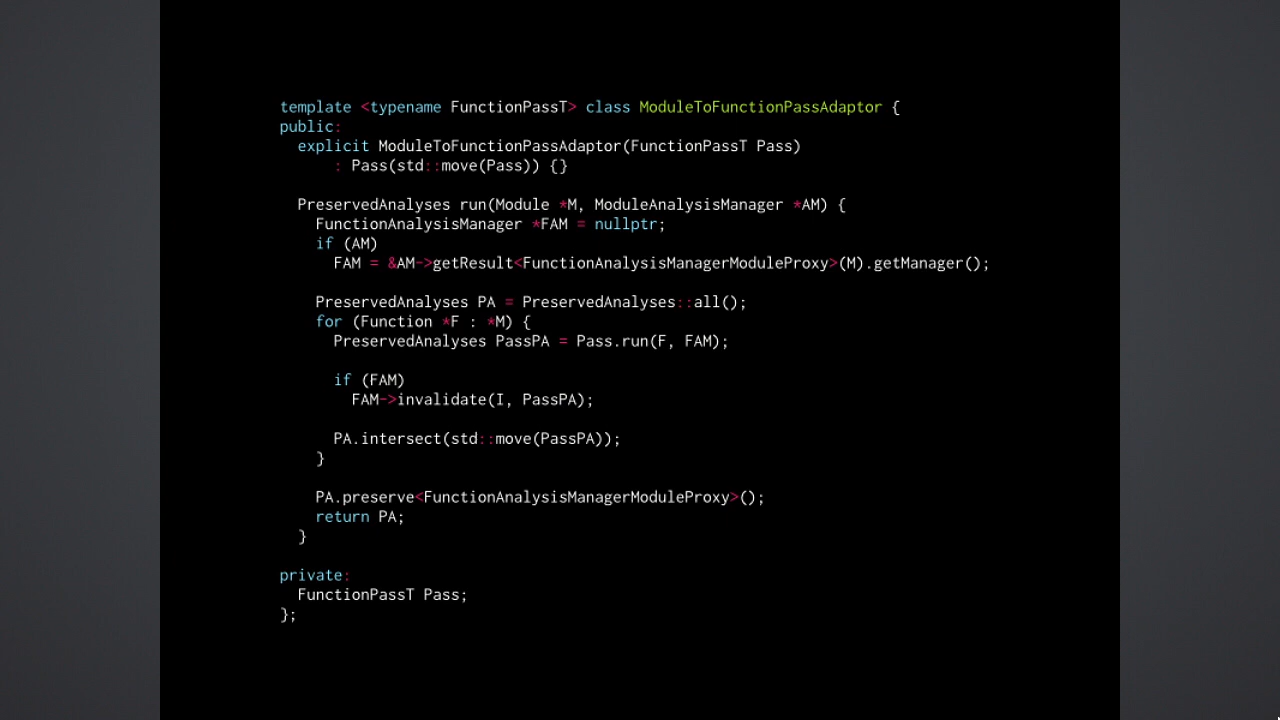 template <typename FunctionPassT> class ModuleToFunctionPassAdaptor {
public:
  explicit ModuleToFunctionPassAdaptor(FunctionPassT Pass)
      : Pass(std::move(Pass)) {}

  PreservedAnalyses run(Module *M, ModuleAnalysisManager *AM) {
    FunctionAnalysisManager *FAM = nullptr;
    if (AM)
      FAM = &AM->getResult<FunctionAnalysisManagerModuleProxy>(M).getManager();

    PreservedAnalyses PA = PreservedAnalyses::all();
    for (Function *F : *M) {
      PreservedAnalyses PassPA = Pass.run(F, FAM);

      if (FAM)
        FAM->invalidate(I, PassPA);

      PA.intersect(std::move(PassPA));
    }

    PA.preserve<FunctionAnalysisManagerModuleProxy>();
    return PA;
  }

private:
  FunctionPassT Pass;
};